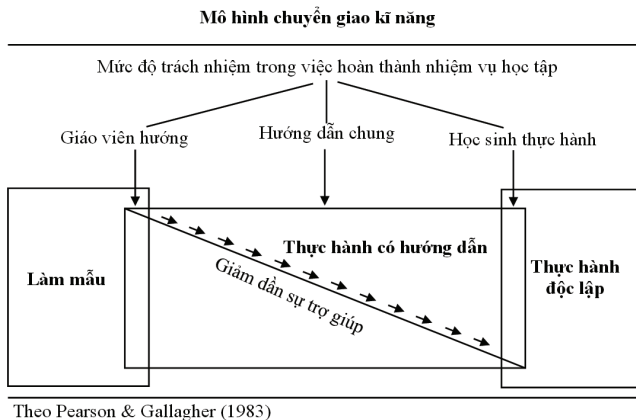 Mô hình chuyển giao kĩ năng
Mức độ trách nhiệm trong việc hoàn thành nhiệm vụ học tập
Giáo viên hướng
Hướng dẫn chung
Học sinh thực hành
Làm mẫu
Thực hành có hướng dẫn
Giảm dần sự trợ giúp
Thực hành
độc lập
Theo Pearson & Gallagher (1983)